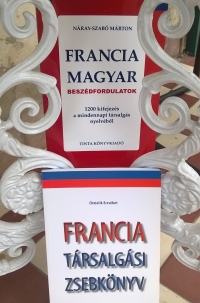 NÁRAY-SZABÓ MÁRTON
FRANCIA
MAGYAR
BESZÉDFORDULATOK
1200 kifejezés
a mindennapi társalgás
nyelvéből
TINTA KÖNYVKIADÓ
FRANCIA
TÁRSALGÁSI
ZSEBKÖNYV